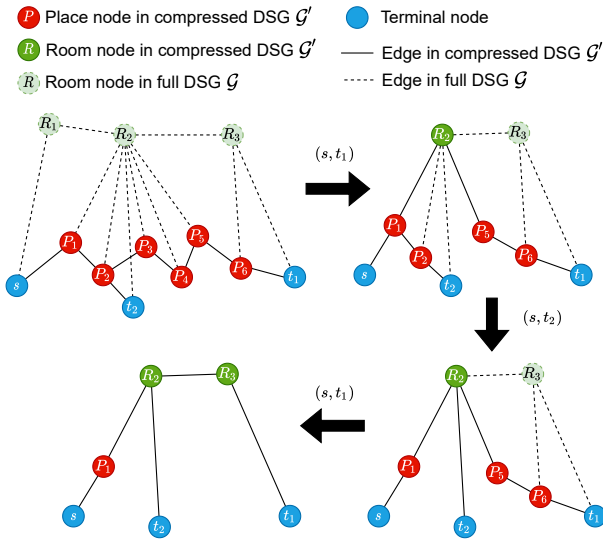 P Place node in compressed DSG 𝒢′
Terminal node
R Room node in compressed DSG 𝒢′
Edge in compressed DSG 𝒢′
R Room node in full DSG 𝒢
Edge in full DSG 𝒢
R₁ R₂ R₃
(s, t₁)
R₂ R₃
P₁ P₂ P₃ P₄ P₅ P₆
s t₂ t₁
P₁ P₂ P₅ P₆
s t₂ t₁
(s, t₂)
R₂ R₃
(s, t₁)
R₂ R₃
P₁
s t₂ t₁
P₁ P₅ P₆
s t₂ t₁